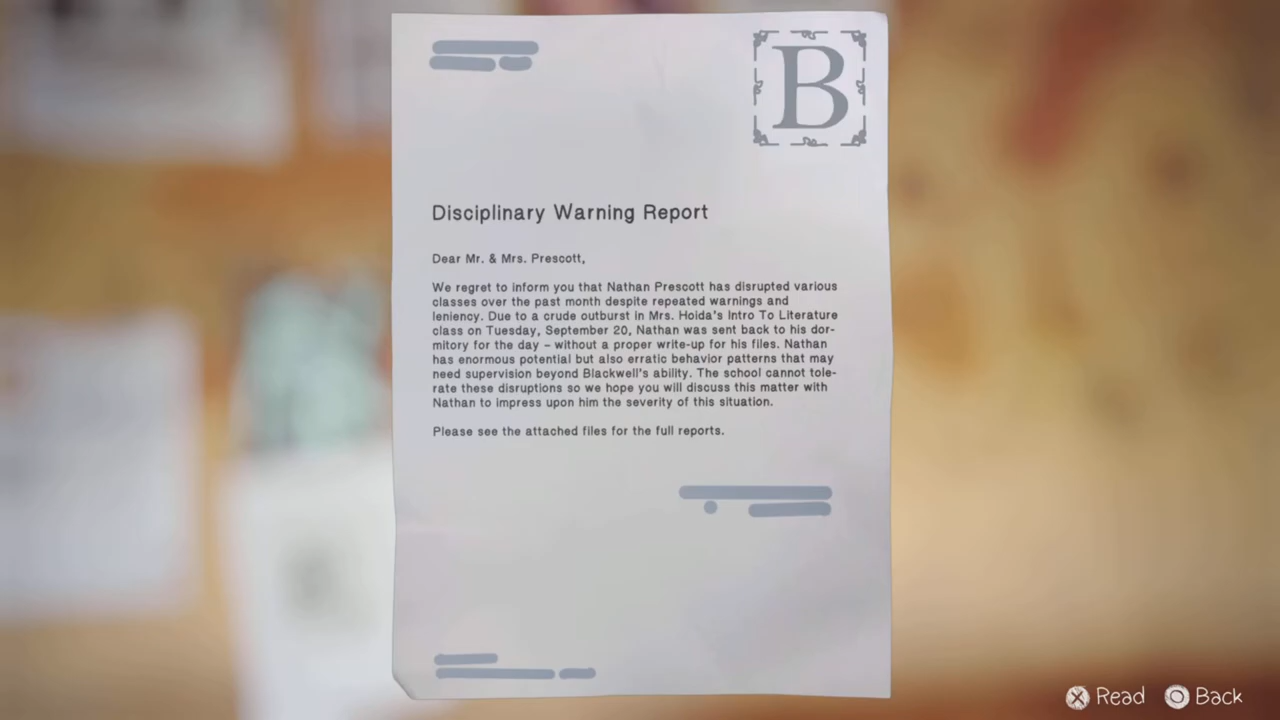 B
Disciplinary Warning Report
Dear Mr. & Mrs. Prescott,
We regret to inform you that Nathan Prescott has disrupted various
classes over the past month despite repeated warnings and
leniency. Due to a crude outburst in Mrs. Hoida's Intro To Literature
class on Tuesday, September 20, Nathan was sent back to his dor-
mitory for the day – without a proper write-up for his files. Nathan
has enormous potential but also erratic behavior patterns that may
need supervision beyond Blackwell's ability. The school cannot tole-
rate these disruptions so we hope you will discuss this matter with
Nathan to impress upon him the severity of this situation.
Please see the attached files for the full reports.
Read Back